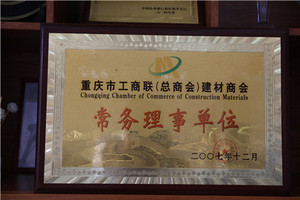 重庆市工商联(总商会)建材商会
Chongqing Chamber of Commerce of Construction Materials
常务理事单位
二〇〇七年十二月